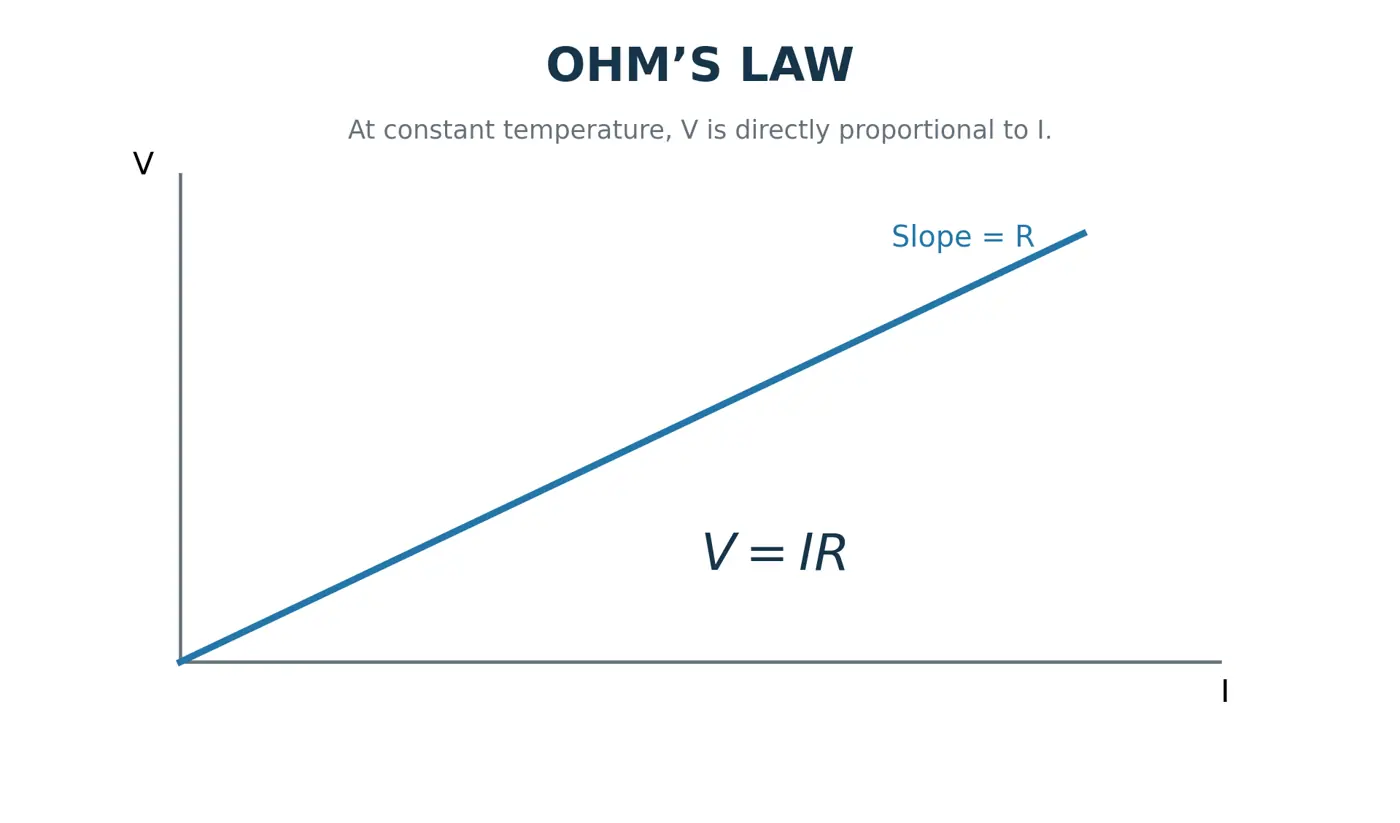 OHM’S LAW
At constant temperature, V is directly proportional to I.
V
Slope = R
V = IR
I